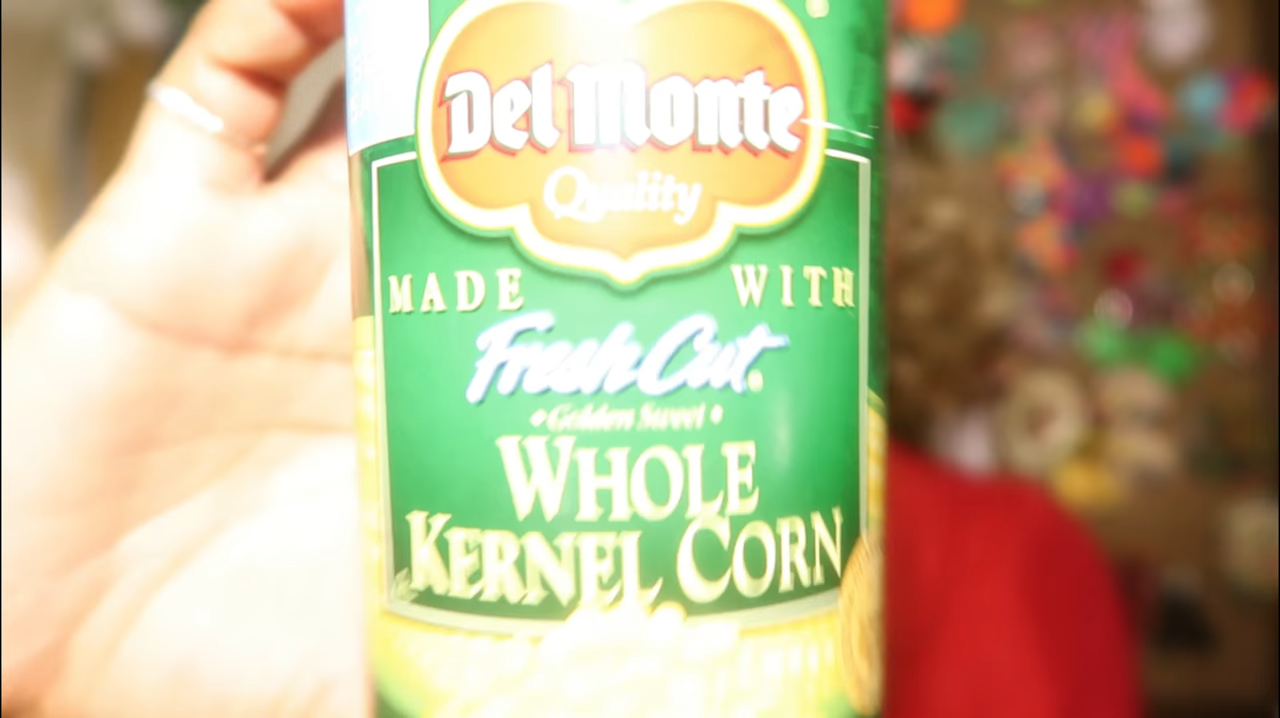 Del Monte
Quality
MADE WITH
Fresh Cut
Golden Sweet
WHOLE
KERNEL CORN